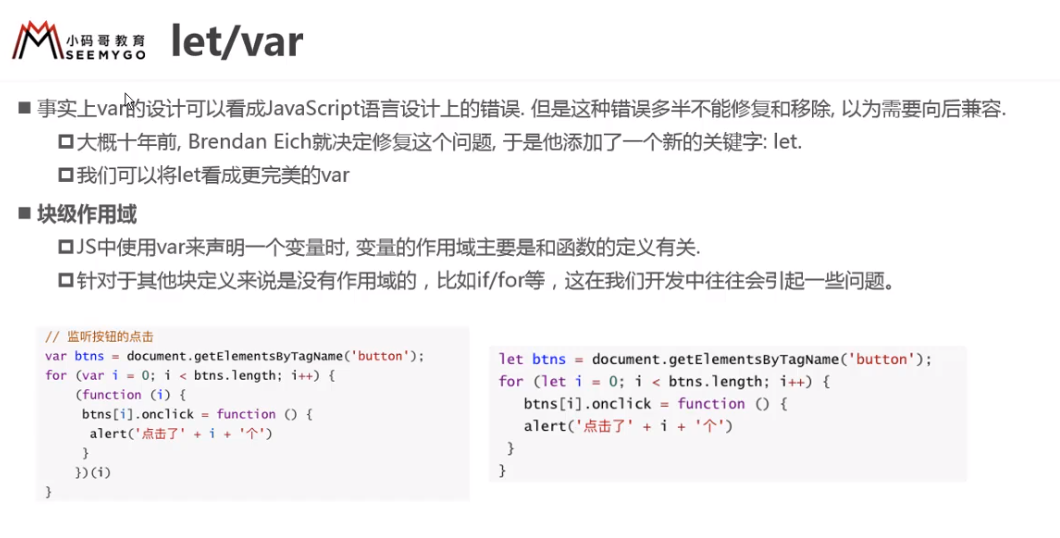 小码哥教育
SEEMYGO
let/var
■ 事实上var的设计可以看成JavaScript语言设计上的错误. 但是这种错误多半不能修复和移除, 以为需要向后兼容.
大概十年前, Brendan Eich就决定修复这个问题, 于是他添加了一个新的关键字: let.
我们可以将let看成更完美的var
■ 块级作用域
JS中使用var来声明一个变量时, 变量的作用域主要是和函数的定义有关.
针对于其他块定义来说是没有作用域的，比如if/for等，这在我们开发中往往会引起一些问题。
// 监听按钮的点击
var btns = document.getElementsByTagName('button');
for (var i = 0; i < btns.length; i++) {
(function (i) {
btns[i].onclick = function () {
alert('点击了' + i + '个')
}
})(i)
}
let btns = document.getElementsByTagName('button');
for (let i = 0; i < btns.length; i++) {
btns[i].onclick = function () {
alert('点击了' + i + '个')
}
}